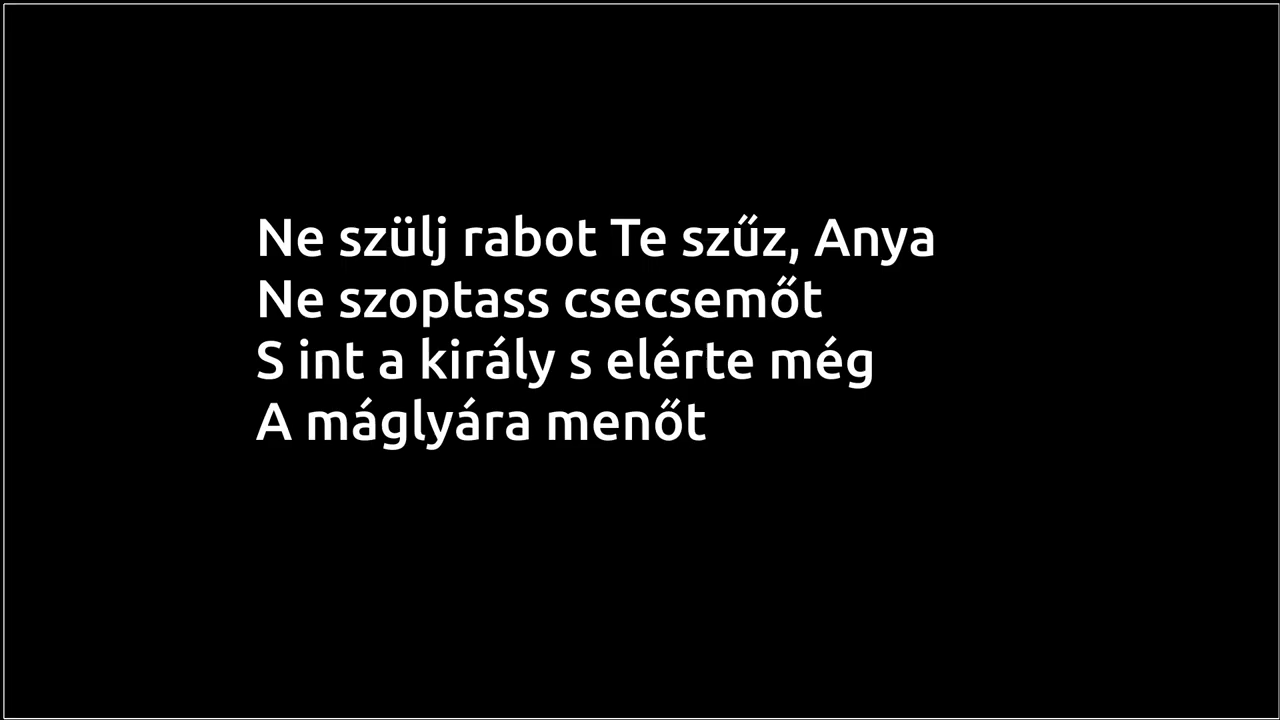 Ne szülj rabot Te szűz, Anya
Ne szoptass csecsemőt
S int a király s elérte még
A máglyára menőt